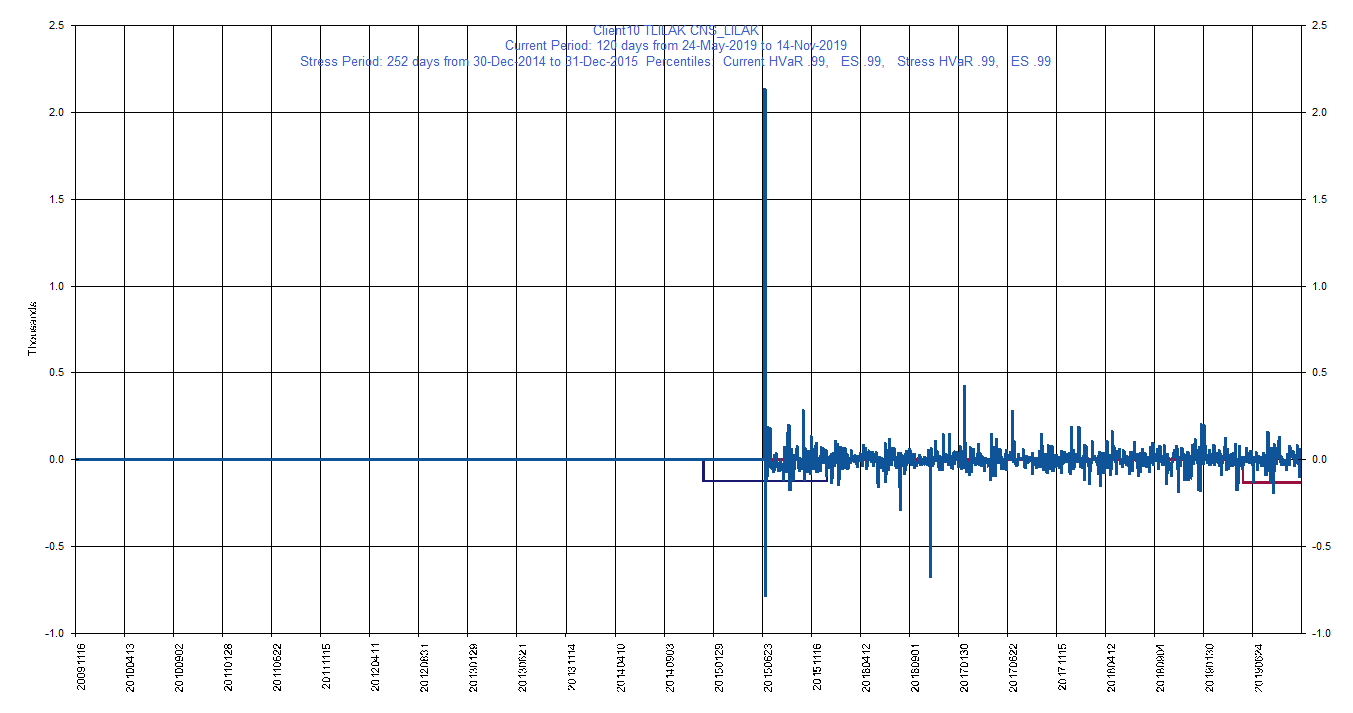 Client10 TLILAK CNS_LILAK
Current Period: 120 days from 24-May-2019 to 14-Nov-2019
Stress Period: 252 days from 30-Dec-2014 to 31-Dec-2015 Percentiles: Current HVaR .99, ES .99, Stress HVaR .99, ES .99
2.5 2.5
2.0 2.0
1.5 1.5
1.0 1.0
0.5 0.5
0.0 0.0
-0.5 -0.5
-1.0 -1.0
Thousands
20091116 20100413 20100902 20110128 20110622 20111115 20120411 20120831 20130129 20130621 20131114 20140410 20140903 20150129 20150623 20151116 20160412 20160901 20170130 20170622 20171115 20180412 20180904 20190130 20190624